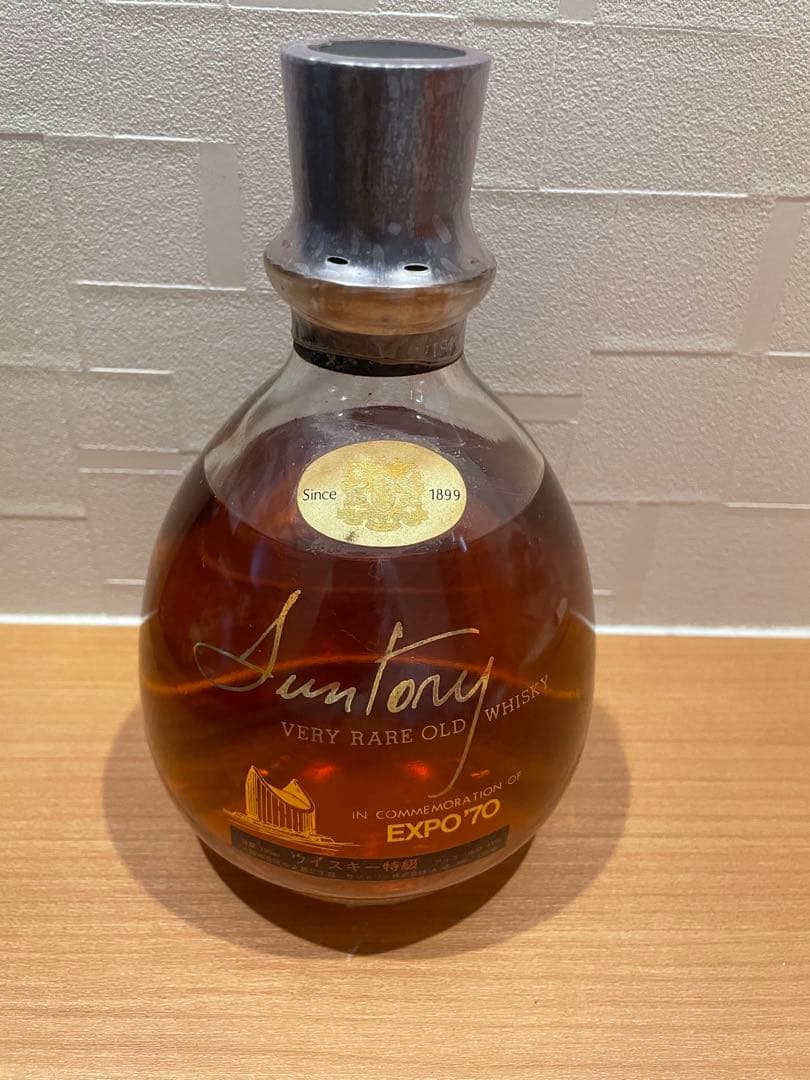 Since 1899
Suntory
VERY RARE OLD WHISKY
IN COMMEMORATION OF
EXPO'70
ウイスキー特級